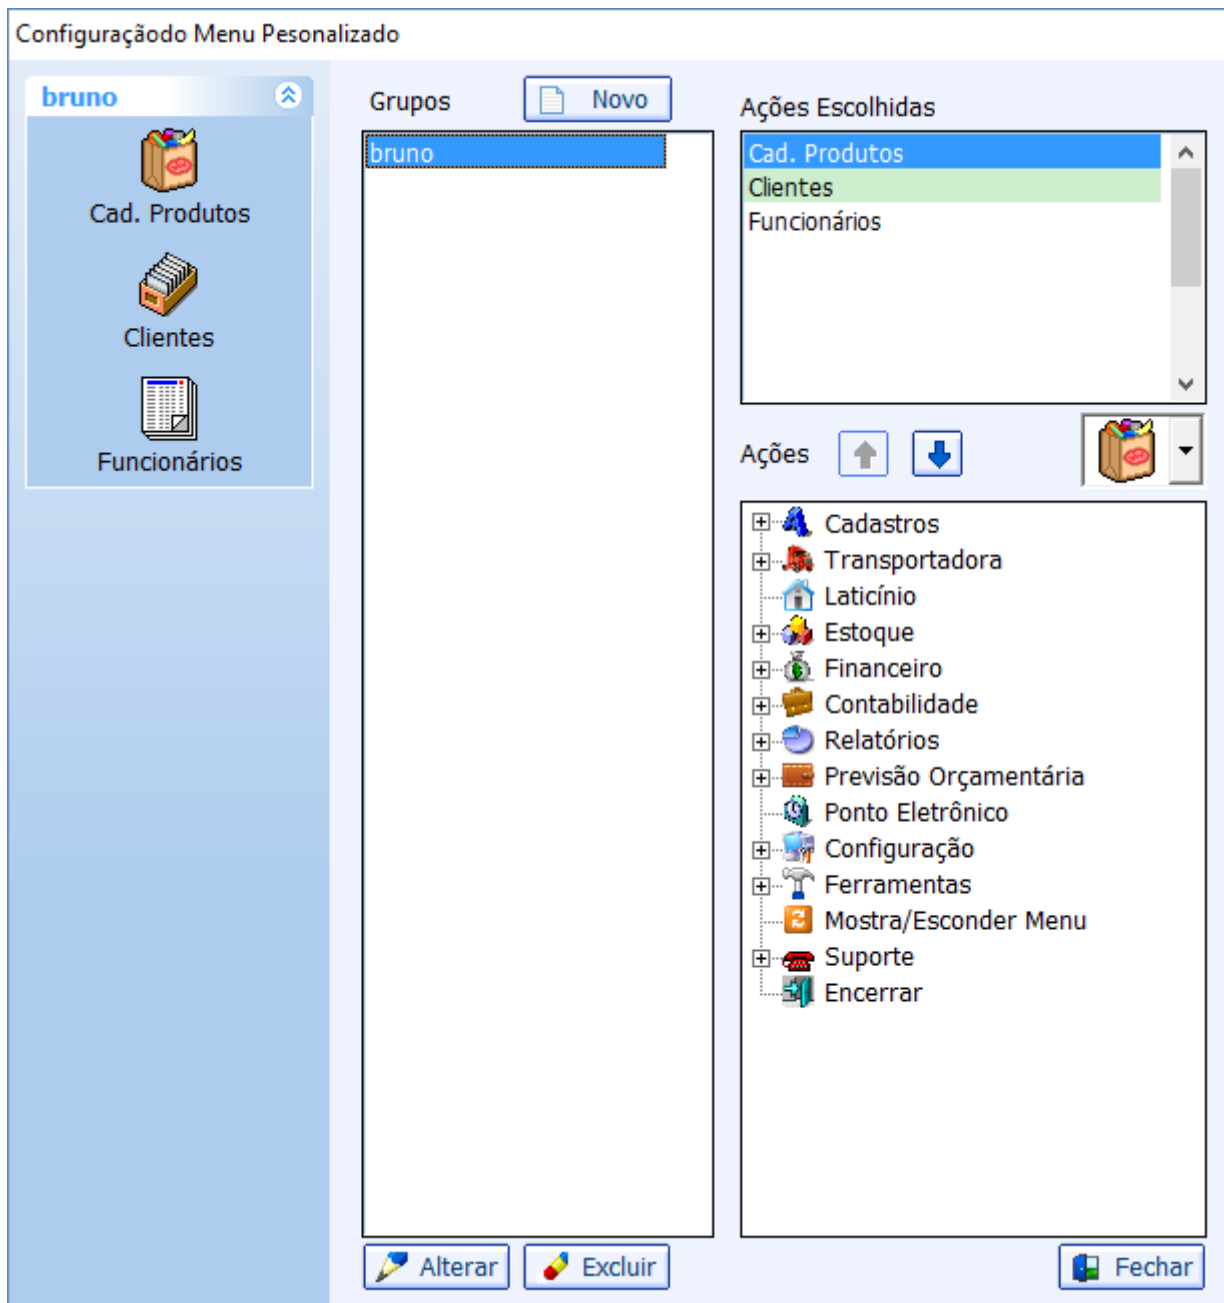 Configuraçãodo Menu Pesonalizado
bruno
Cad. Produtos
Clientes
Funcionários
Grupos
Novo
bruno
Ações Escolhidas
Cad. Produtos
Clientes
Funcionários
Ações
Cadastros
Transportadora
Laticínio
Estoque
Financeiro
Contabilidade
Relatórios
Previsão Orçamentária
Ponto Eletrônico
Configuração
Ferramentas
Mostra/Esconder Menu
Suporte
Encerrar
Alterar
Excluir
Fechar